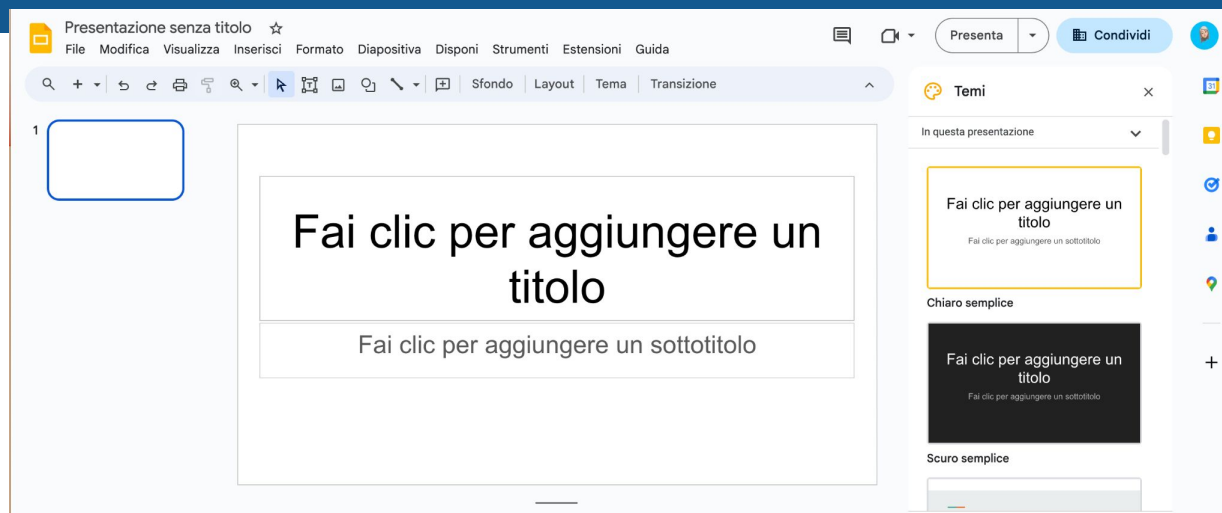 Presentazione senza titolo
File Modifica Visualizza Inserisci Formato Diapositiva Disponi Strumenti Estensioni Guida
Presenta
Condividi
Sfondo Layout Tema Transizione
Temi
31
In questa presentazione
1
Fai clic per aggiungere un
titolo
Fai clic per aggiungere un sottotitolo
Fai clic per aggiungere un
titolo
Fai clic per aggiungere un sottotitolo
Chiaro semplice
Fai clic per aggiungere un
titolo
Fai clic per aggiungere un sottotitolo
Scuro semplice